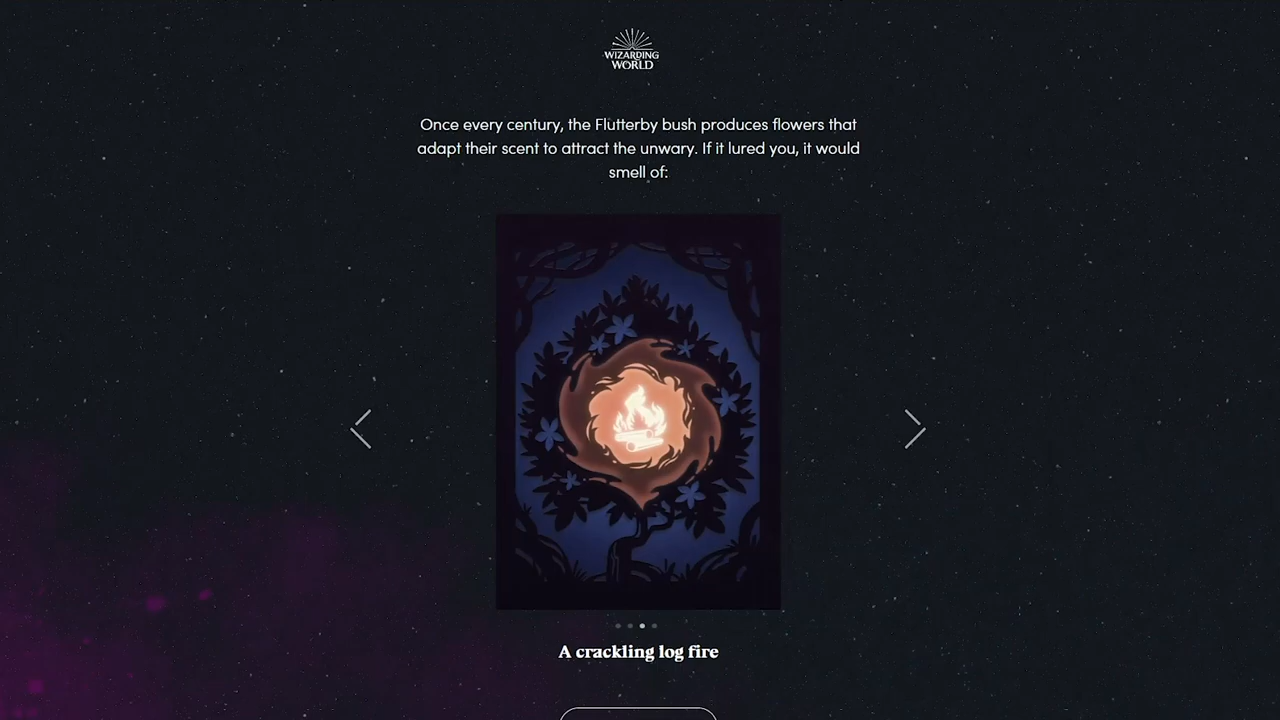 WIZARDING
WORLD
Once every century, the Flutterby bush produces flowers that
adapt their scent to attract the unwary. If it lured you, it would
smell of:
A crackling log fire